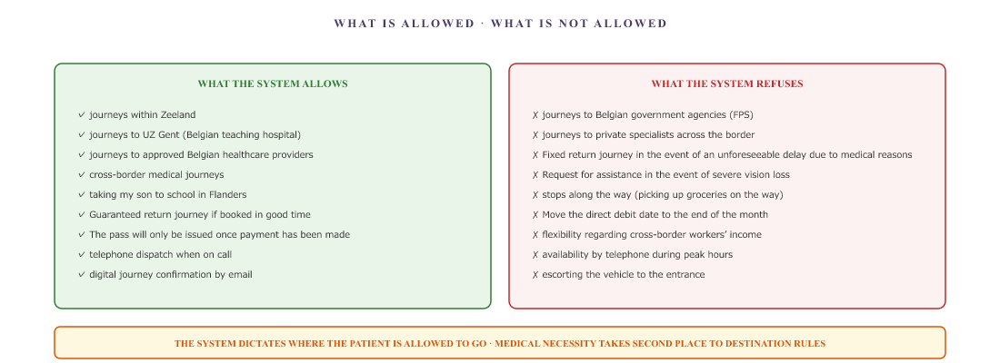 WHAT IS ALLOWED · WHAT IS NOT ALLOWED
WHAT THE SYSTEM ALLOWS
✓ journeys within Zeeland
✓ journeys to UZ Gent (Belgian teaching hospital)
✓ journeys to approved Belgian healthcare providers
✓ cross-border medical journeys
✓ taking my son to school in Flanders
✓ Guaranteed return journey if booked in good time
✓ The pass will only be issued once payment has been made
✓ telephone dispatch when on call
✓ digital journey confirmation by email
WHAT THE SYSTEM REFUSES
✗ journeys to Belgian government agencies (FPS)
✗ journeys to private specialists across the border
✗ Fixed return journey in the event of an unforeseeable delay due to medical reasons
✗ Request for assistance in the event of severe vision loss
✗ stops along the way (picking up groceries on the way)
✗ Move the direct debit date to the end of the month
✗ flexibility regarding cross-border workers’ income
✗ availability by telephone during peak hours
✗ escorting the vehicle to the entrance
THE SYSTEM DICTATES WHERE THE PATIENT IS ALLOWED TO GO · MEDICAL NECESSITY TAKES SECOND PLACE TO DESTINATION RULES